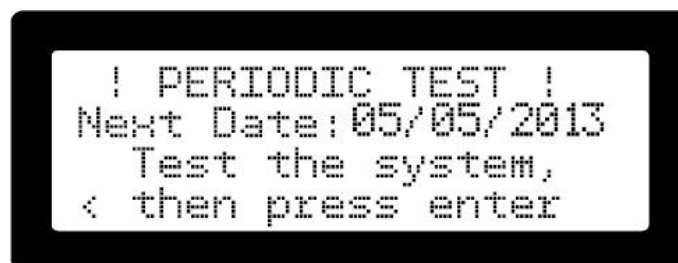 ! PERIODIC TEST !
Next Date:05/05/2013
Test the system,
< then press enter